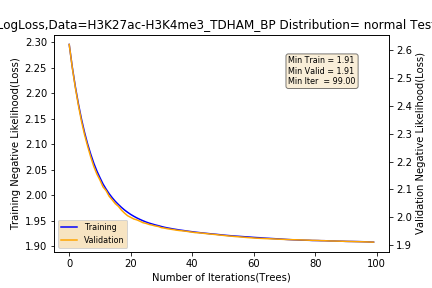 LogLoss,Data=H3K27ac-H3K4me3_TDHAM_BP Distribution= normal Test
2.30
2.25
2.20
2.15
2.10
2.05
2.00
1.95
1.90
Training Negative Likelihood(Loss)
Min Train = 1.91
Min Valid = 1.91
Min Iter = 99.00
Training
Validation
2.6
2.5
2.4
2.3
2.2
2.1
2.0
1.9
Validation Negative Likelihood(Loss)
0
20
40
60
80
100
Number of Iterations(Trees)